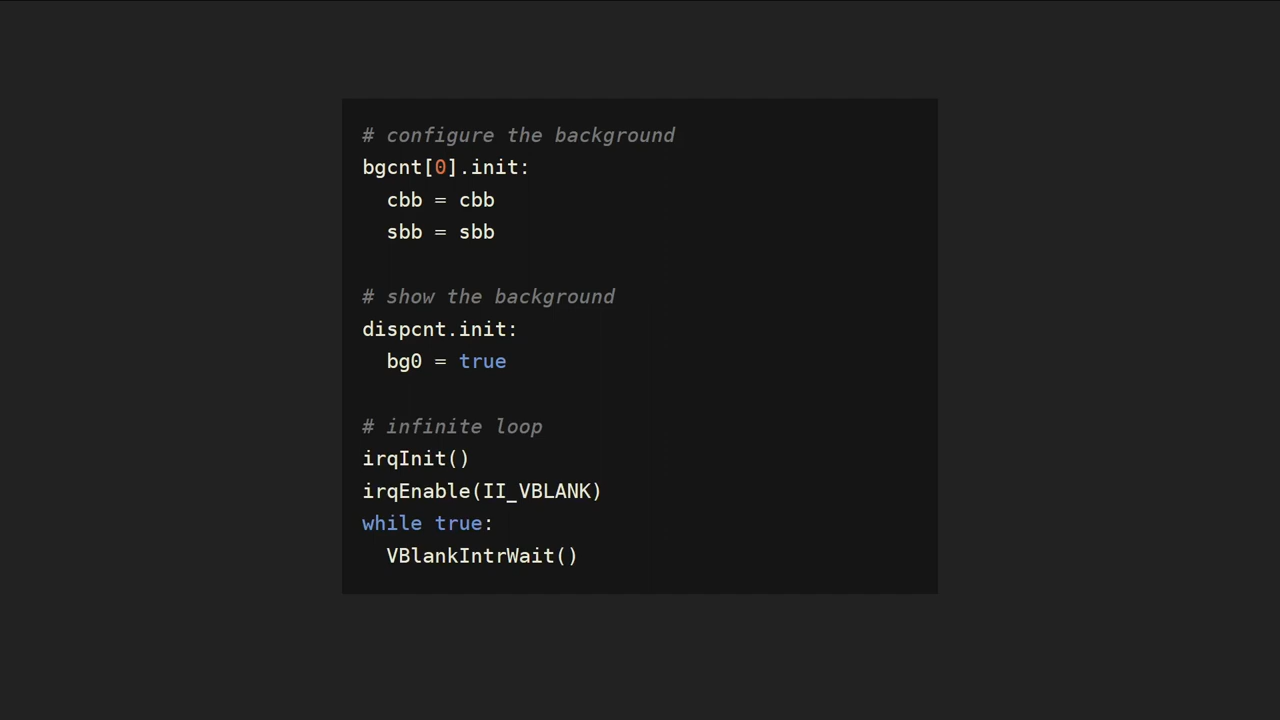 # configure the background
bgcnt[0].init:
  cbb = cbb
  sbb = sbb

# show the background
dispcnt.init:
  bg0 = true

# infinite loop
irqInit()
irqEnable(II_VBLANK)
while true:
  VBlankIntrWait()